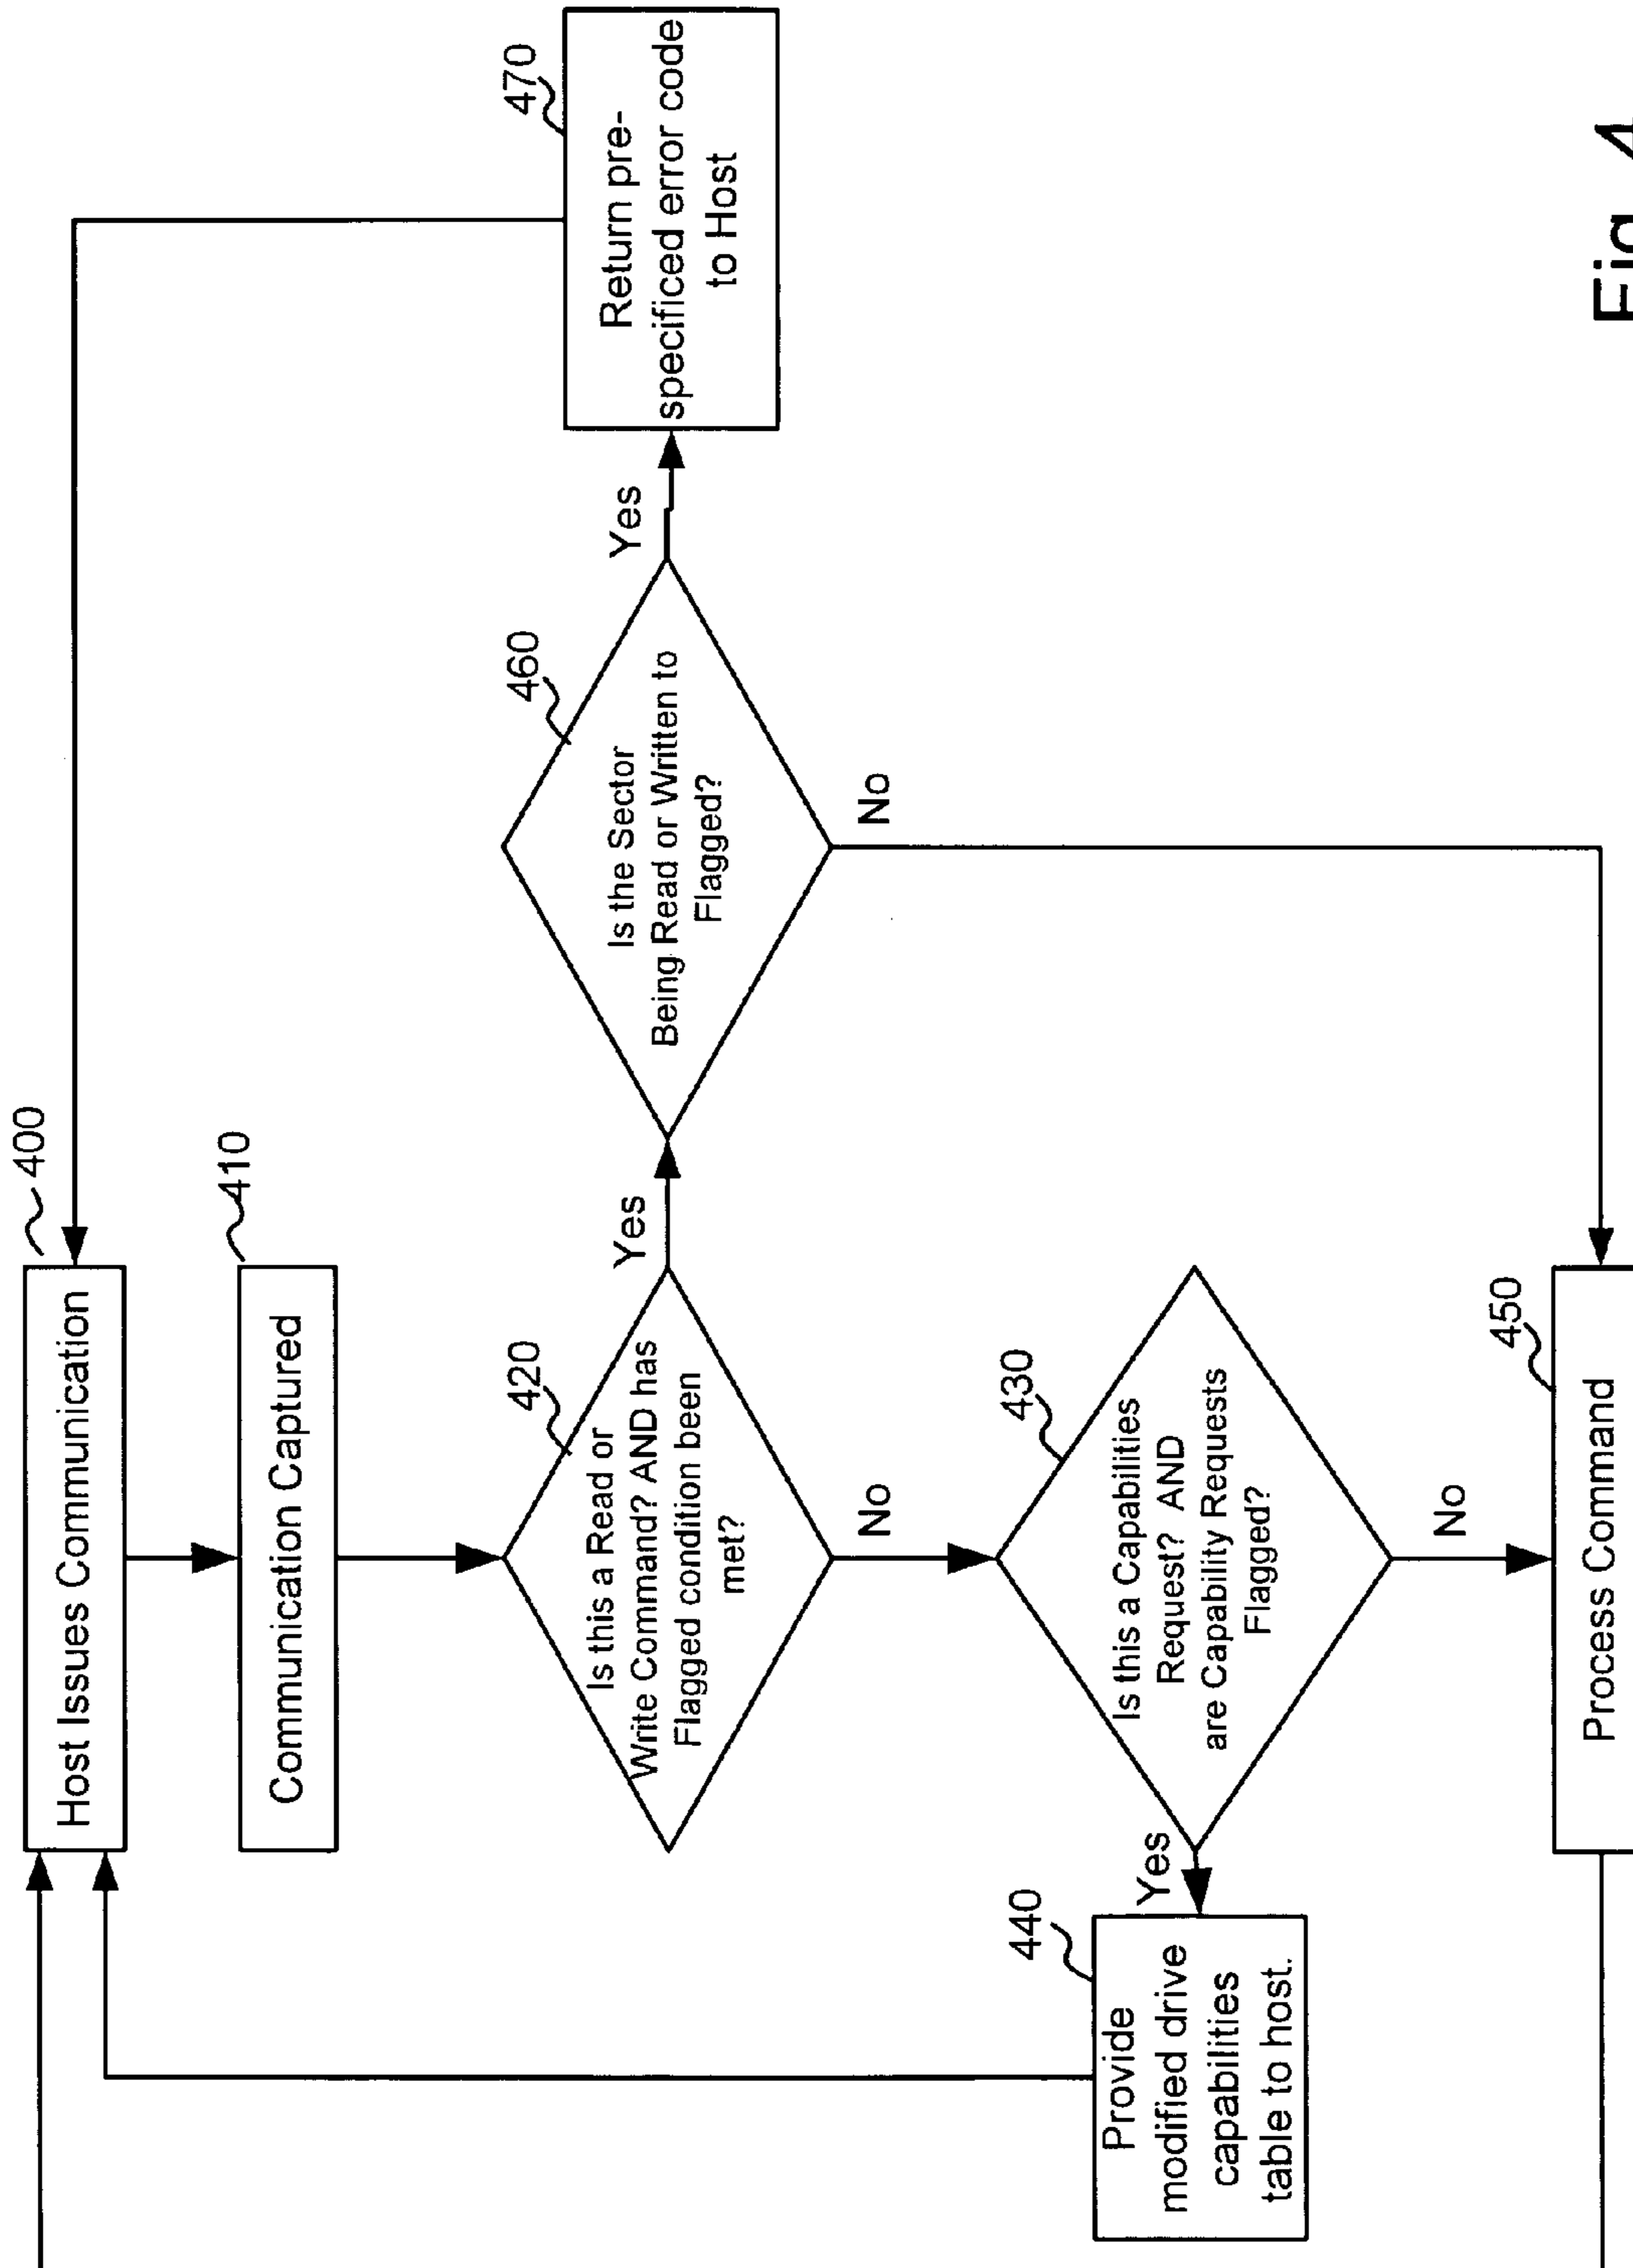 400
Host Issues Communication
410
Communication Captured
420
Is this a Read or
Write Command? AND has
Flagged condition been
met?
Yes
No
460
Is the Sector
Being Read or Written to
Flagged?
Yes
No
470
Return pre-
specificed error code
to Host
430
Is this a Capabilities
Request? AND
are Capability Requests
Flagged?
Yes
No
440
Provide
modified drive
capabilities
table to host.
450
Process Command
Fig. 4